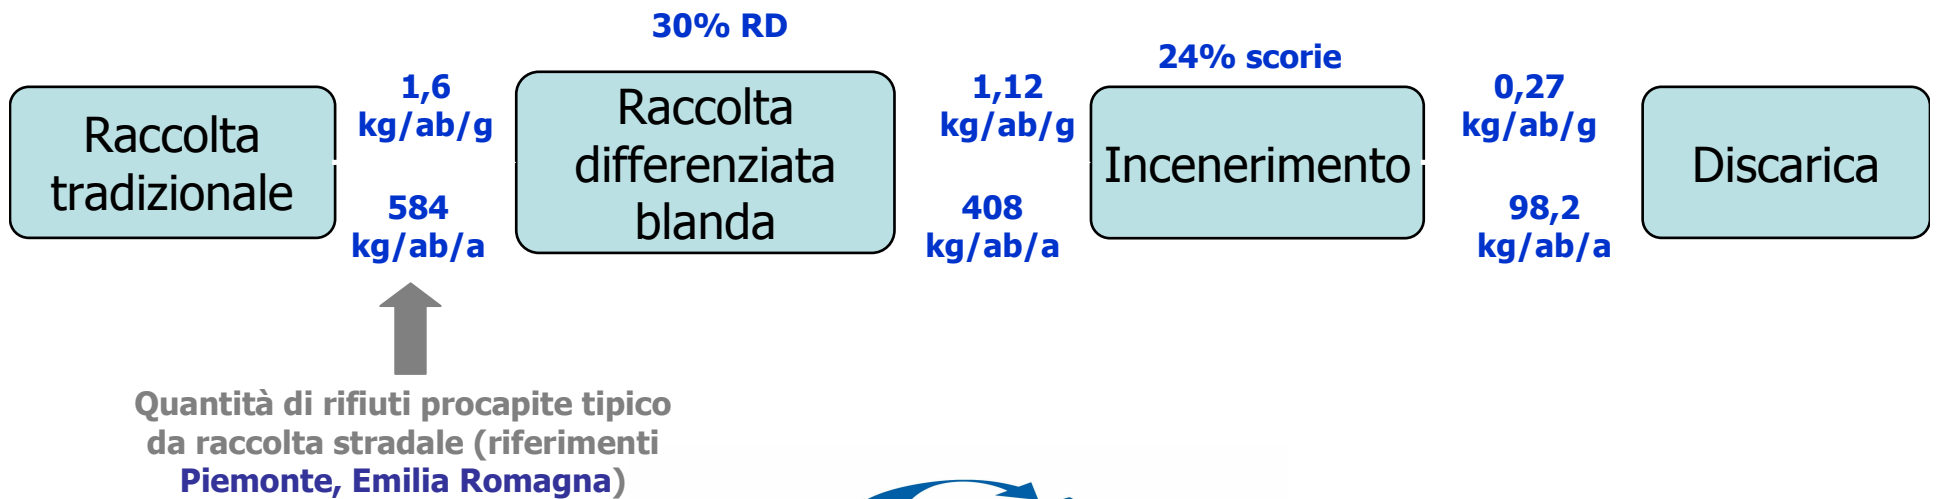 30% RD
Raccolta
tradizionale
1,6
kg/ab/g
584
kg/ab/a
Raccolta
differenziata
blanda
1,12
kg/ab/g
408
kg/ab/a
24% scorie
Incenerimento
0,27
kg/ab/g
98,2
kg/ab/a
Discarica
Quantità di rifiuti procapite tipico
da raccolta stradale (riferimenti
Piemonte, Emilia Romagna)